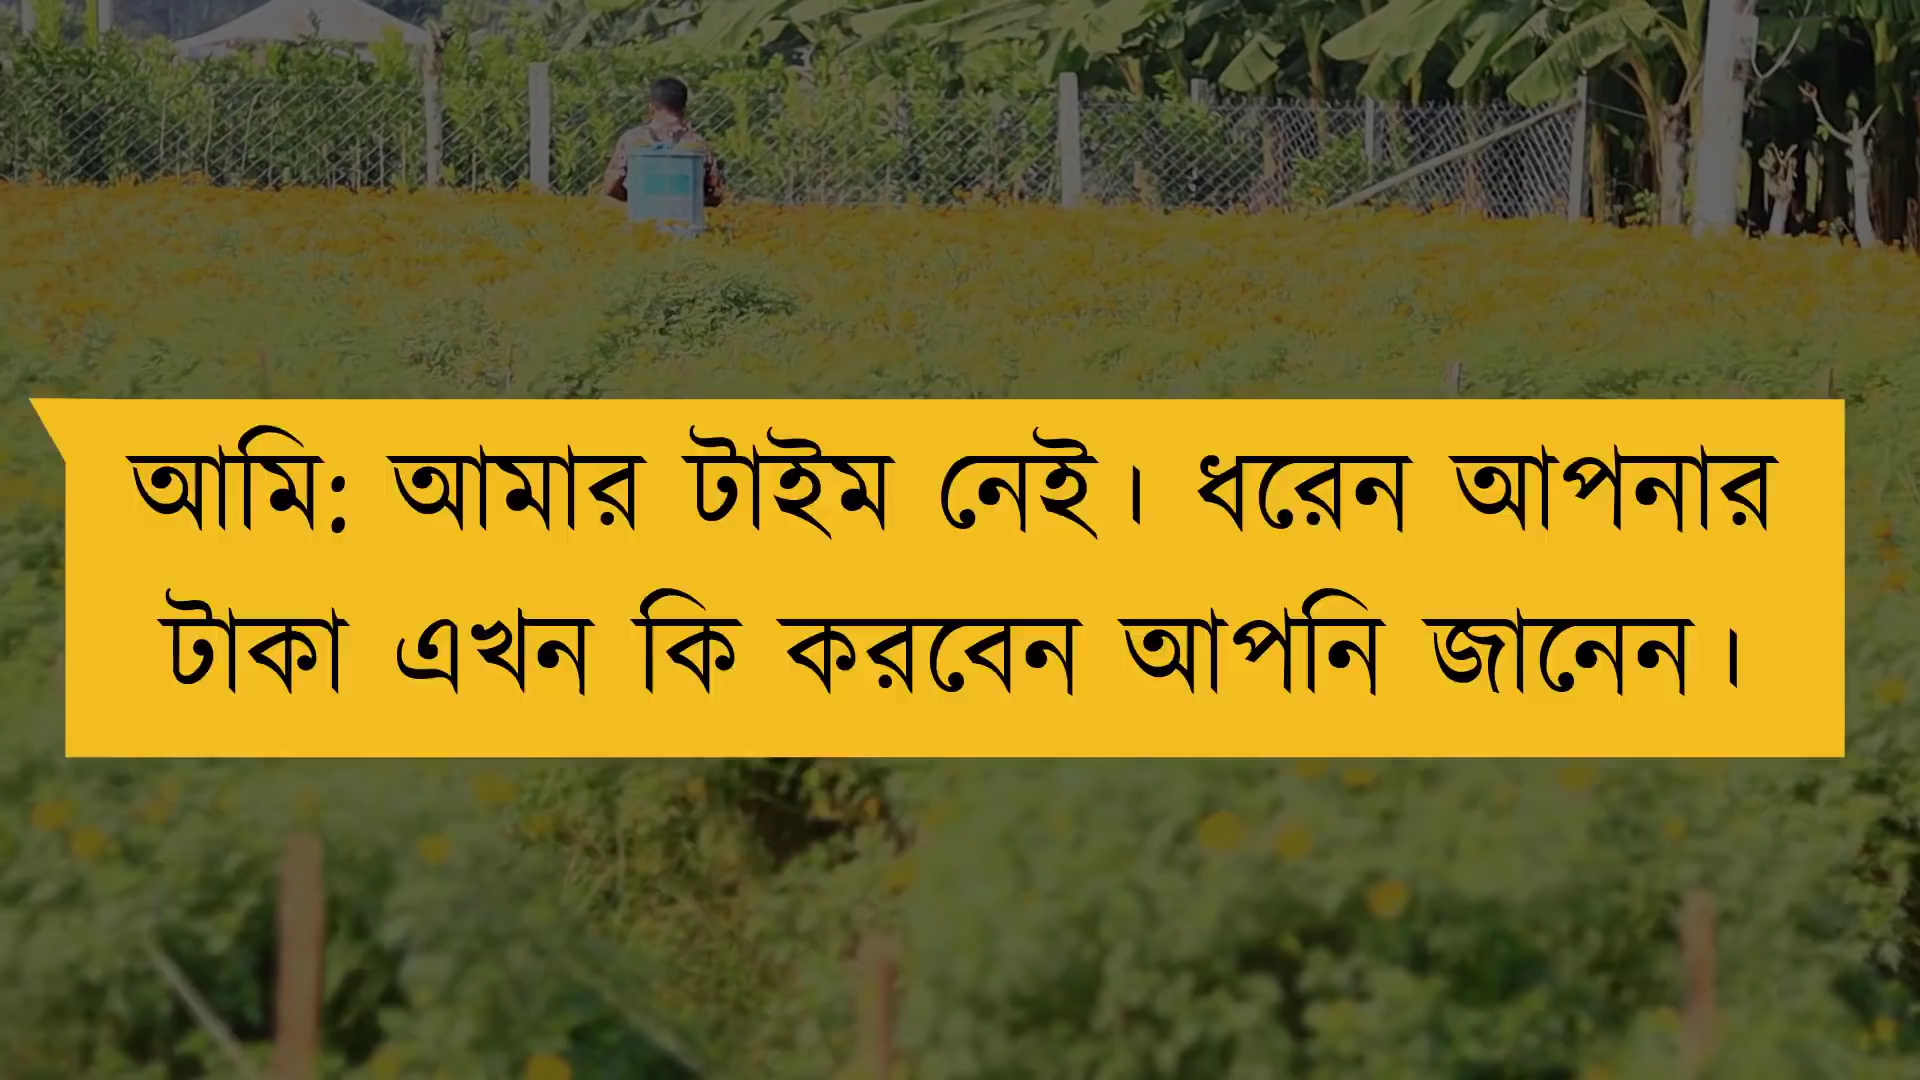 আমি: আমার টাইম নেই। ধরেন আপনার
টাকা এখন কি করবেন আপনি জানেন।